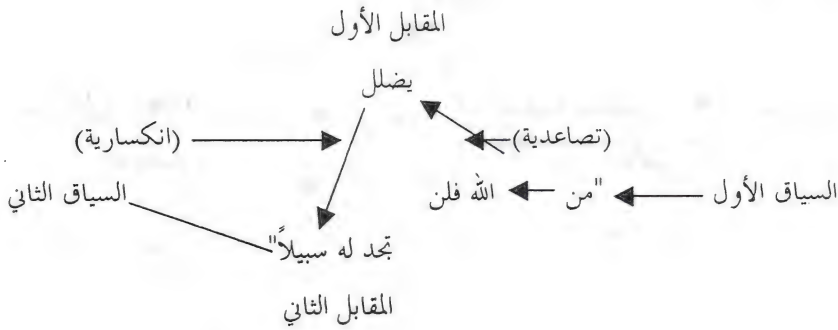 المقابل الأول
يضلل
(تصاعدية) (انكسارية)
السياق الأول "من الله فلن السياق الثاني
تجد له سبيلاً"
المقابل الثاني